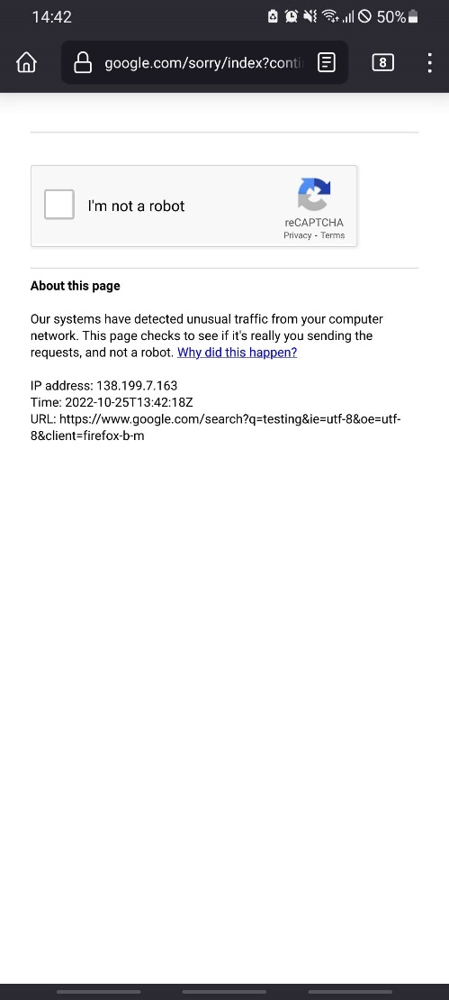 14:42
50%
google.com/sorry/index?conti
8
I'm not a robot
reCAPTCHA
Privacy - Terms
About this page
Our systems have detected unusual traffic from your computer
network. This page checks to see if it's really you sending the
requests, and not a robot. Why did this happen?
IP address: 138.199.7.163
Time: 2022-10-25T13:42:18Z
URL: https://www.google.com/search?q=testing&ie=utf-8&oe=utf-
8&client=firefox-b-m